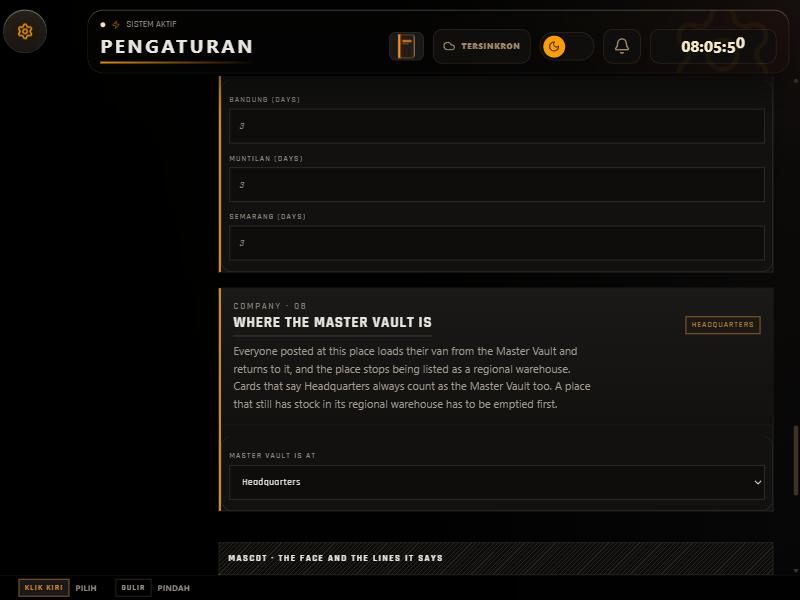 SISTEM AKTIF
PENGATURAN
TERSINKRON
08:05:50
BANDUNG (DAYS)
3
MUNTILAN (DAYS)
3
SEMARANG (DAYS)
3
COMPANY · 08
WHERE THE MASTER VAULT IS
HEADQUARTERS
Everyone posted at this place loads their van from the Master Vault and
returns to it, and the place stops being listed as a regional warehouse.
Cards that say Headquarters always count as the Master Vault too. A place
that still has stock in its regional warehouse has to be emptied first.
MASTER VAULT IS AT
Headquarters
MASCOT · THE FACE AND THE LINES IT SAYS
KLIK KIRI PILIH GULIR PINDAH